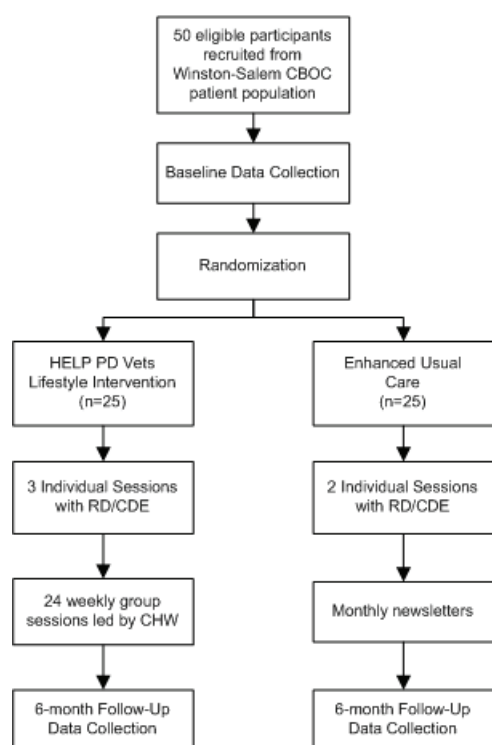 50 eligible participants
recruited from
Winston-Salem CBOC
patient population
Baseline Data Collection
Randomization
HELP PD Vets
Lifestyle Intervention
(n=25)
Enhanced Usual
Care
(n=25)
3 Individual Sessions
with RD/CDE
2 Individual Sessions
with RD/CDE
24 weekly group
sessions led by CHW
Monthly newsletters
6-month Follow-Up
Data Collection
6-month Follow-Up
Data Collection